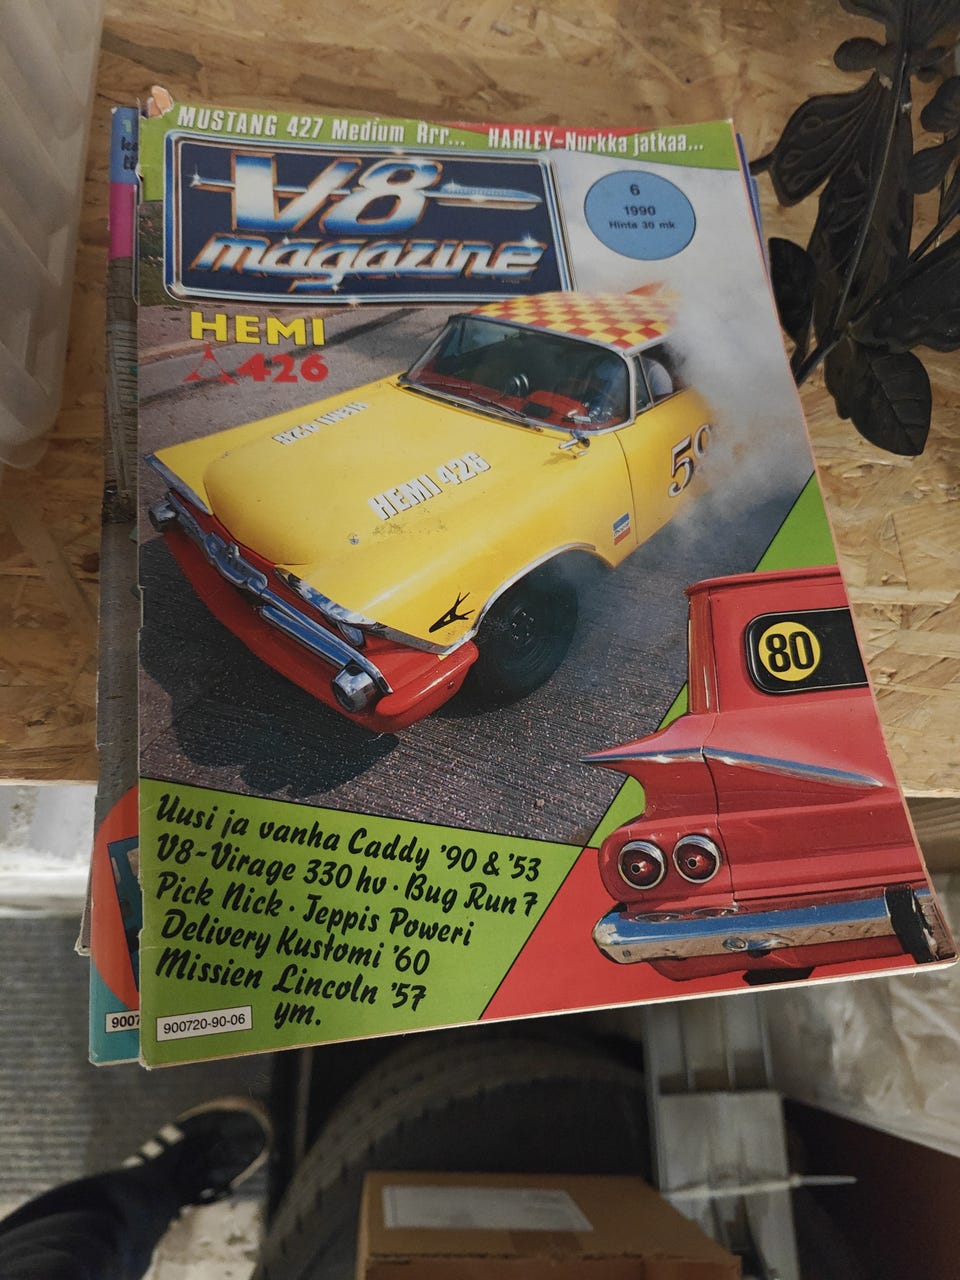 MUSTANG 427 Medium Rrr... HARLEY-Nurkka jatkaa...
V8
magazine
6
1990
Hinta 30 mk
HEMI
426
HEMI 426
HEMI 426
59
80
Uusi ja vanha Caddy '90 & '53
V8-Virage 330 hv · Bug Run 7
Pick Nick · Jeppis Poweri
Delivery Kustomi '60
Missien Lincoln '57
ym.
900720-90-06
9007